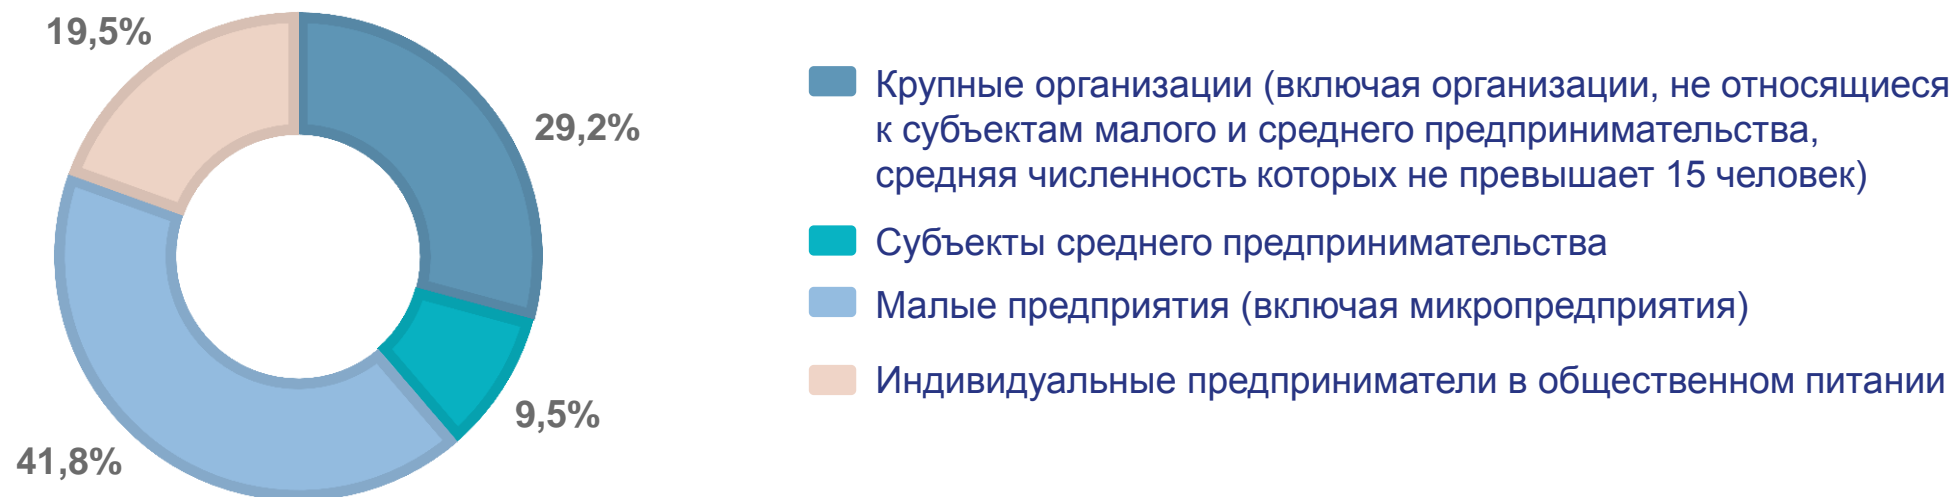 19,5%
29,2%
9,5%
41,8%
Крупные организации (включая организации, не относящиеся
к субъектам малого и среднего предпринимательства,
средняя численность которых не превышает 15 человек)
Субъекты среднего предпринимательства
Малые предприятия (включая микропредприятия)
Индивидуальные предприниматели в общественном питании